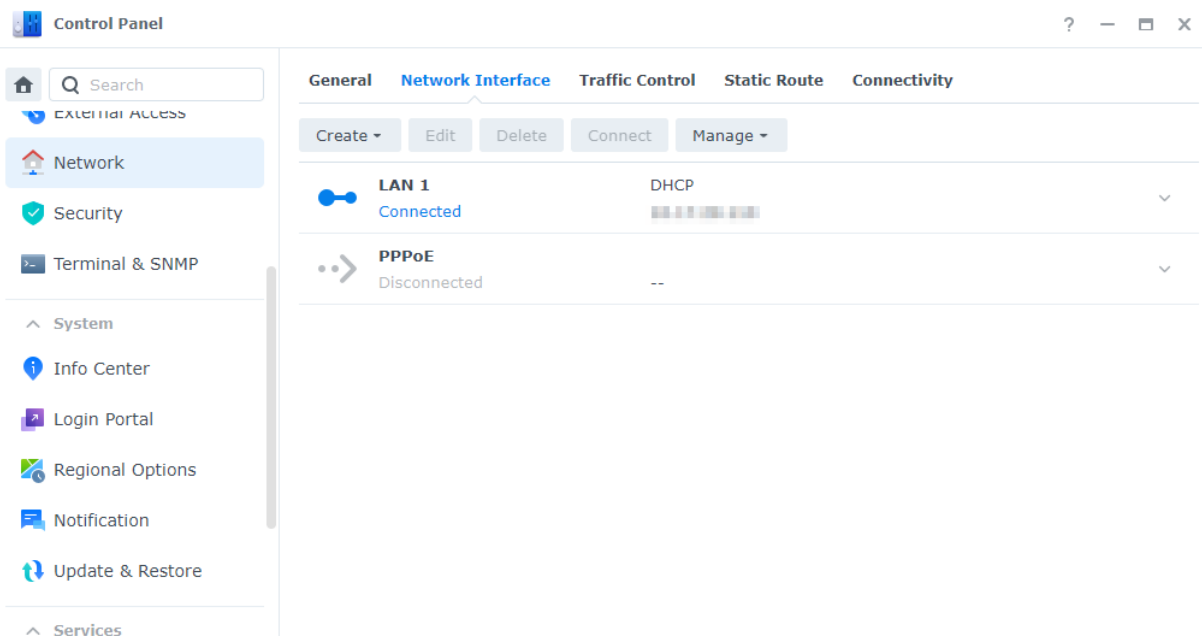 Control Panel
?
Search
General Network Interface Traffic Control Static Route Connectivity
External Access
Network
Security
Terminal & SNMP
System
Info Center
Login Portal
Regional Options
Notification
Update & Restore
Services
Create Edit Delete Connect Manage
LAN 1 DHCP
Connected
PPPoE
Disconnected --